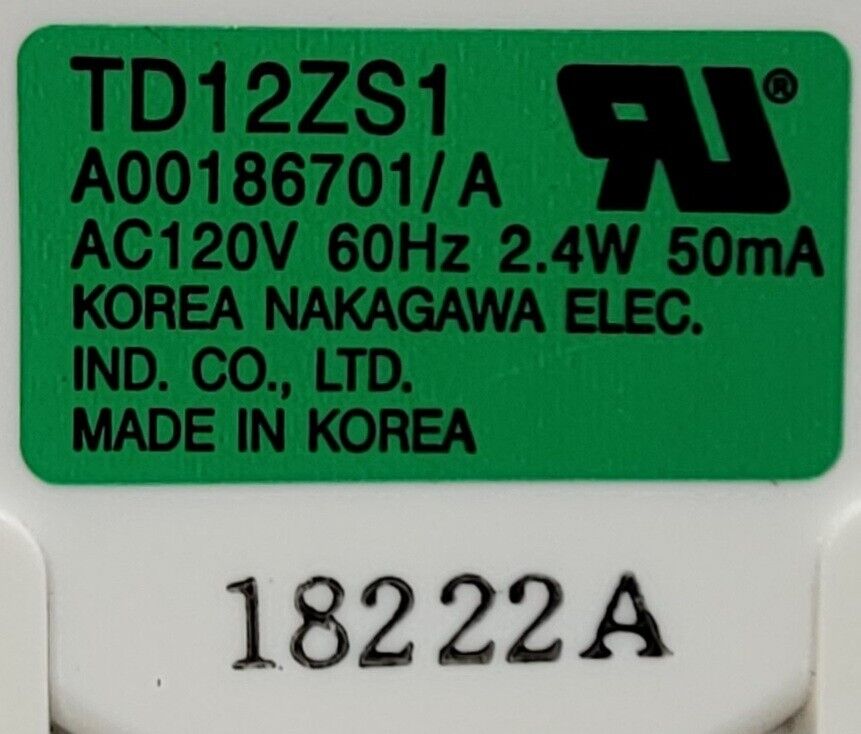 TD12ZS1
A00186701/A
AC120V 60Hz 2.4W 50mA
KOREA NAKAGAWA ELEC.
IND. CO., LTD.
MADE IN KOREA
18222A